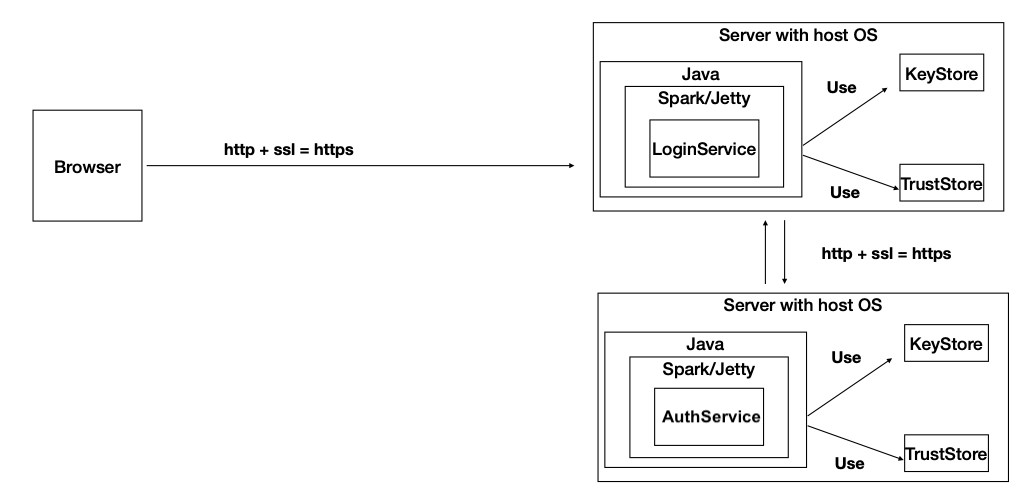 Server with host OS
Java
KeyStore
Use
Spark/Jetty
http + ssl = https
LoginService
Browser
TrustStore
Use
http + ssl = https
Server with host OS
Java
KeyStore
Use
Spark/Jetty
AuthService
TrustStore
Use